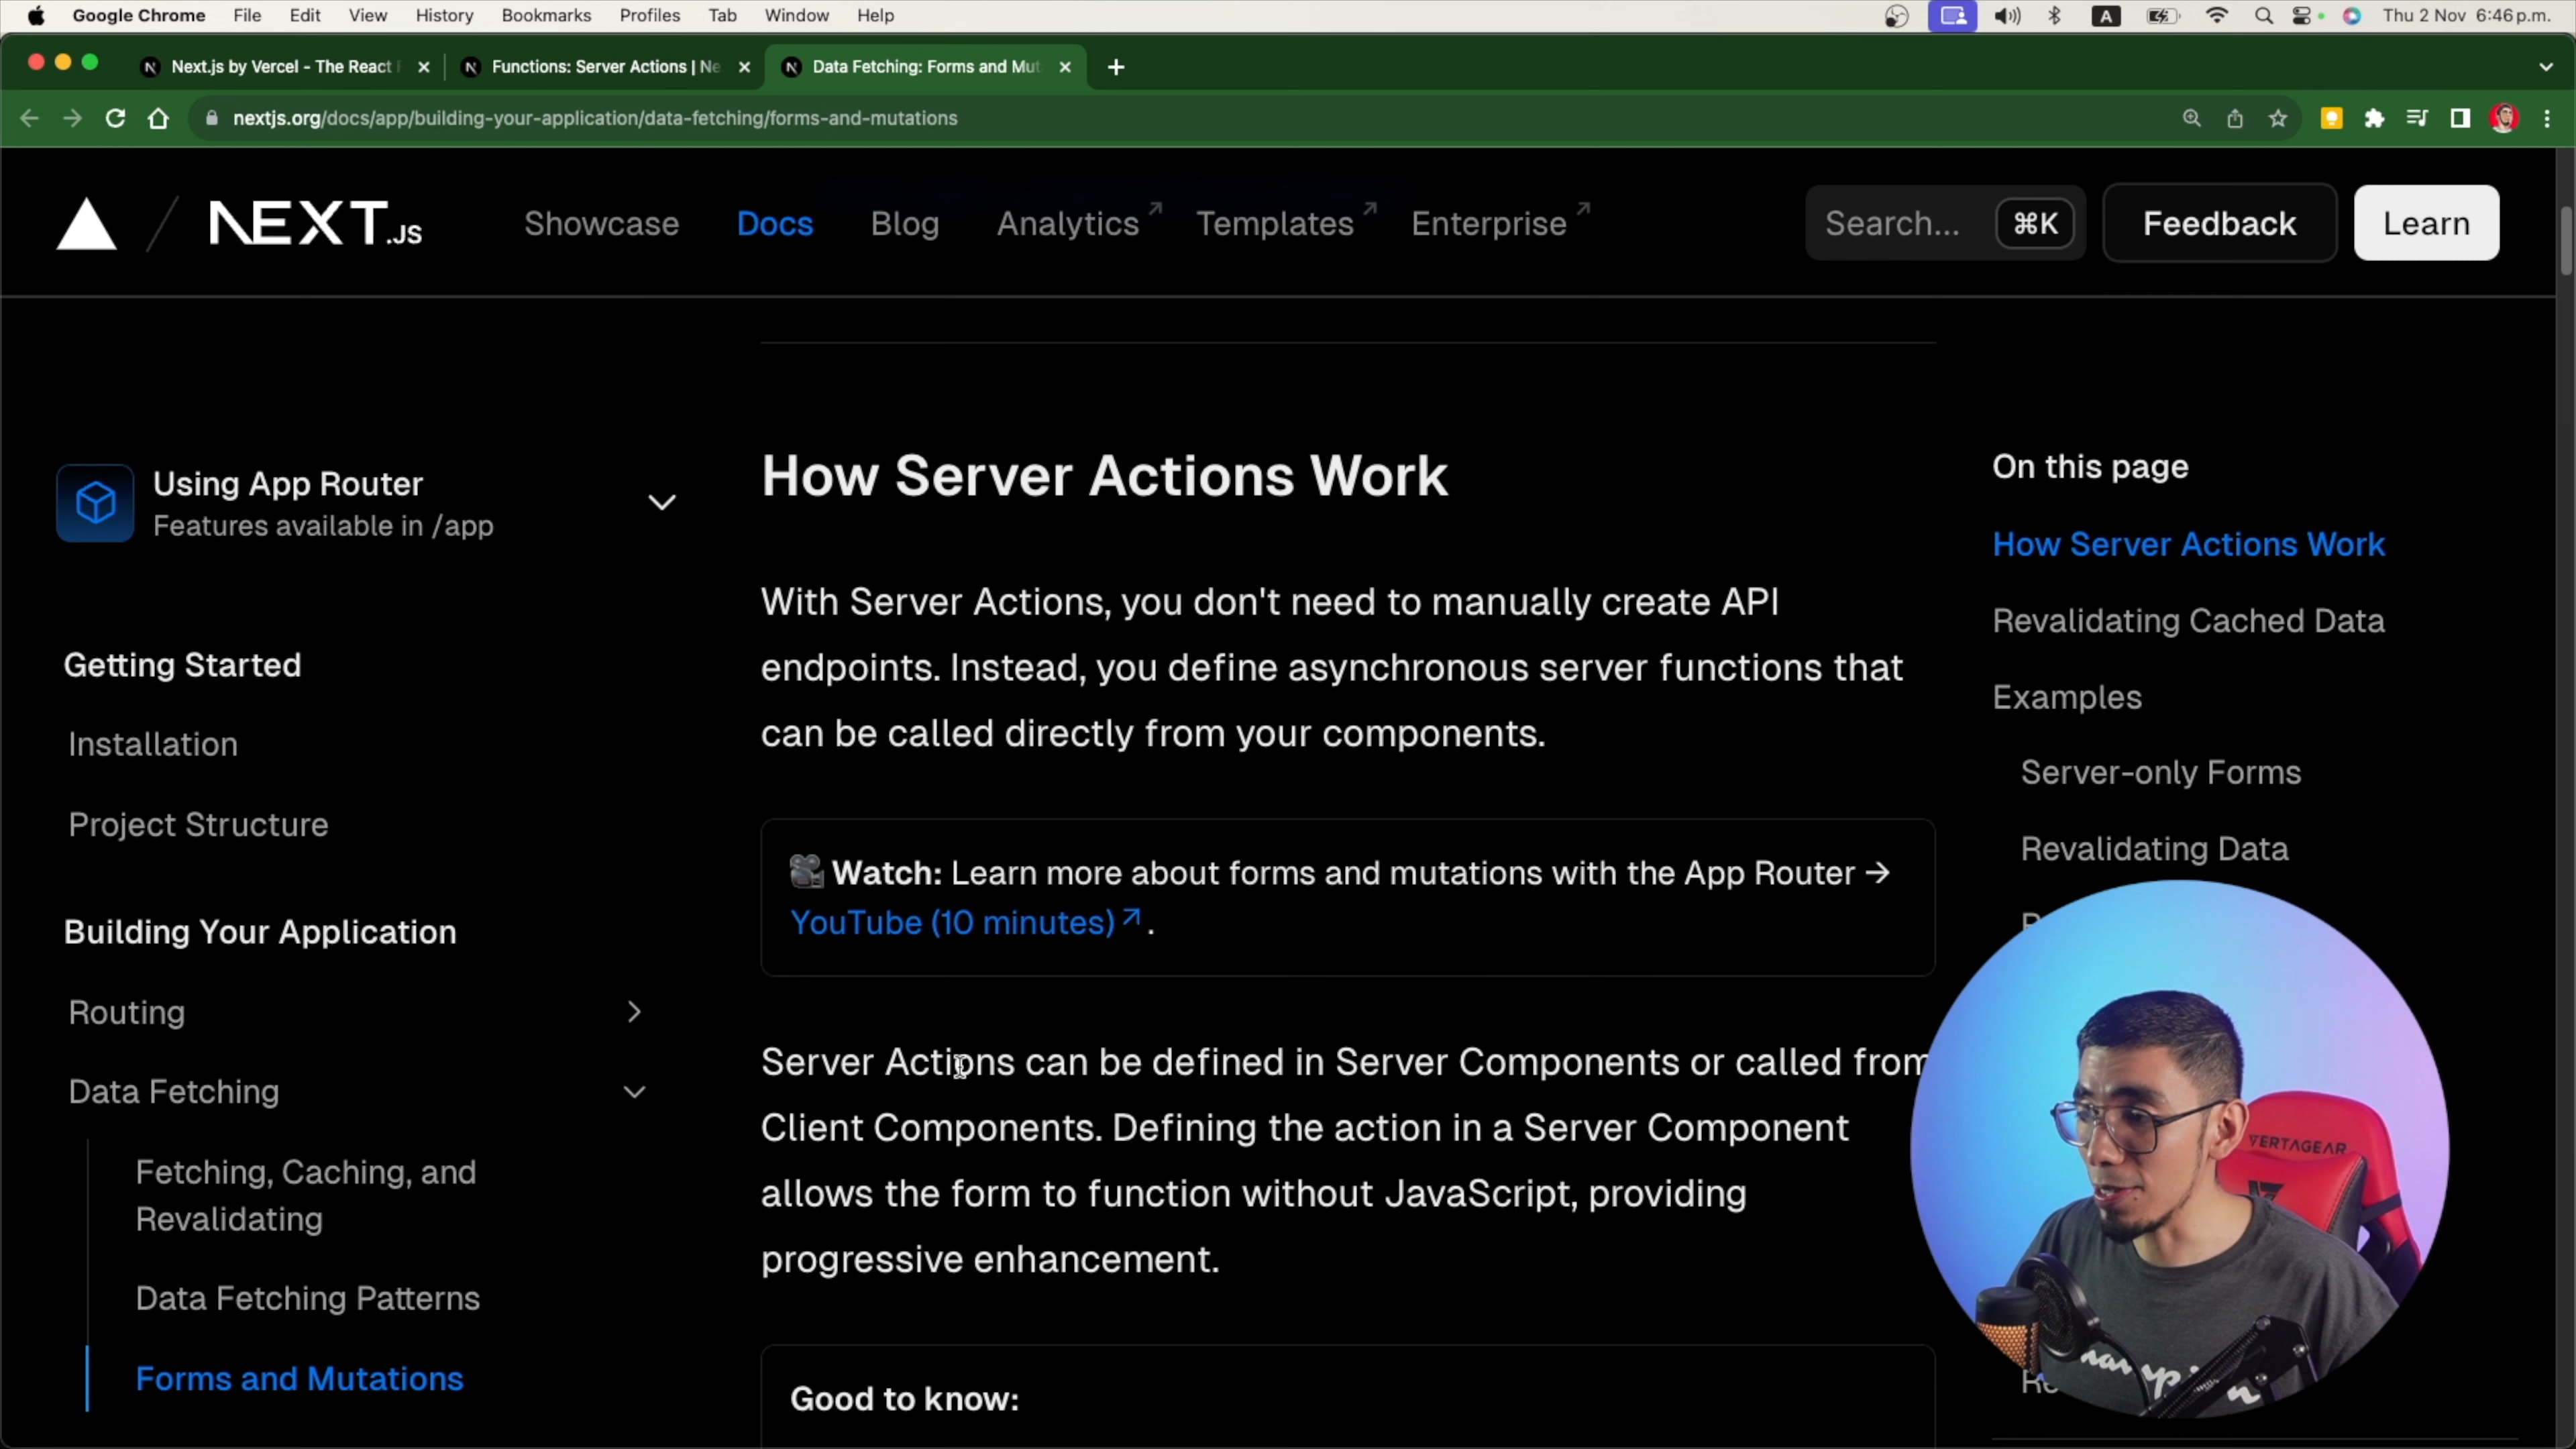 Google Chrome File Edit View History Bookmarks Profiles Tab Window Help A Thu 2 Nov 6:46 p.m.
Next.js by Vercel - The React Functions: Server Actions | Ne Data Fetching: Forms and Mut
nextjs.org/docs/app/building-your-application/data-fetching/forms-and-mutations
NEXT.JS Showcase Docs Blog Analytics Templates Enterprise Search... ⌘K Feedback Learn
Using App Router
Features available in /app
Getting Started
Installation
Project Structure
Building Your Application
Routing
Data Fetching
Fetching, Caching, and
Revalidating
Data Fetching Patterns
Forms and Mutations
How Server Actions Work
With Server Actions, you don't need to manually create API
endpoints. Instead, you define asynchronous server functions that
can be called directly from your components.
Watch: Learn more about forms and mutations with the App Router →
YouTube (10 minutes) ↗.
Server Actions can be defined in Server Components or called from
Client Components. Defining the action in a Server Component
allows the form to function without JavaScript, providing
progressive enhancement.
Good to know:
On this page
How Server Actions Work
Revalidating Cached Data
Examples
Server-only Forms
Revalidating Data
VERTAGEAR